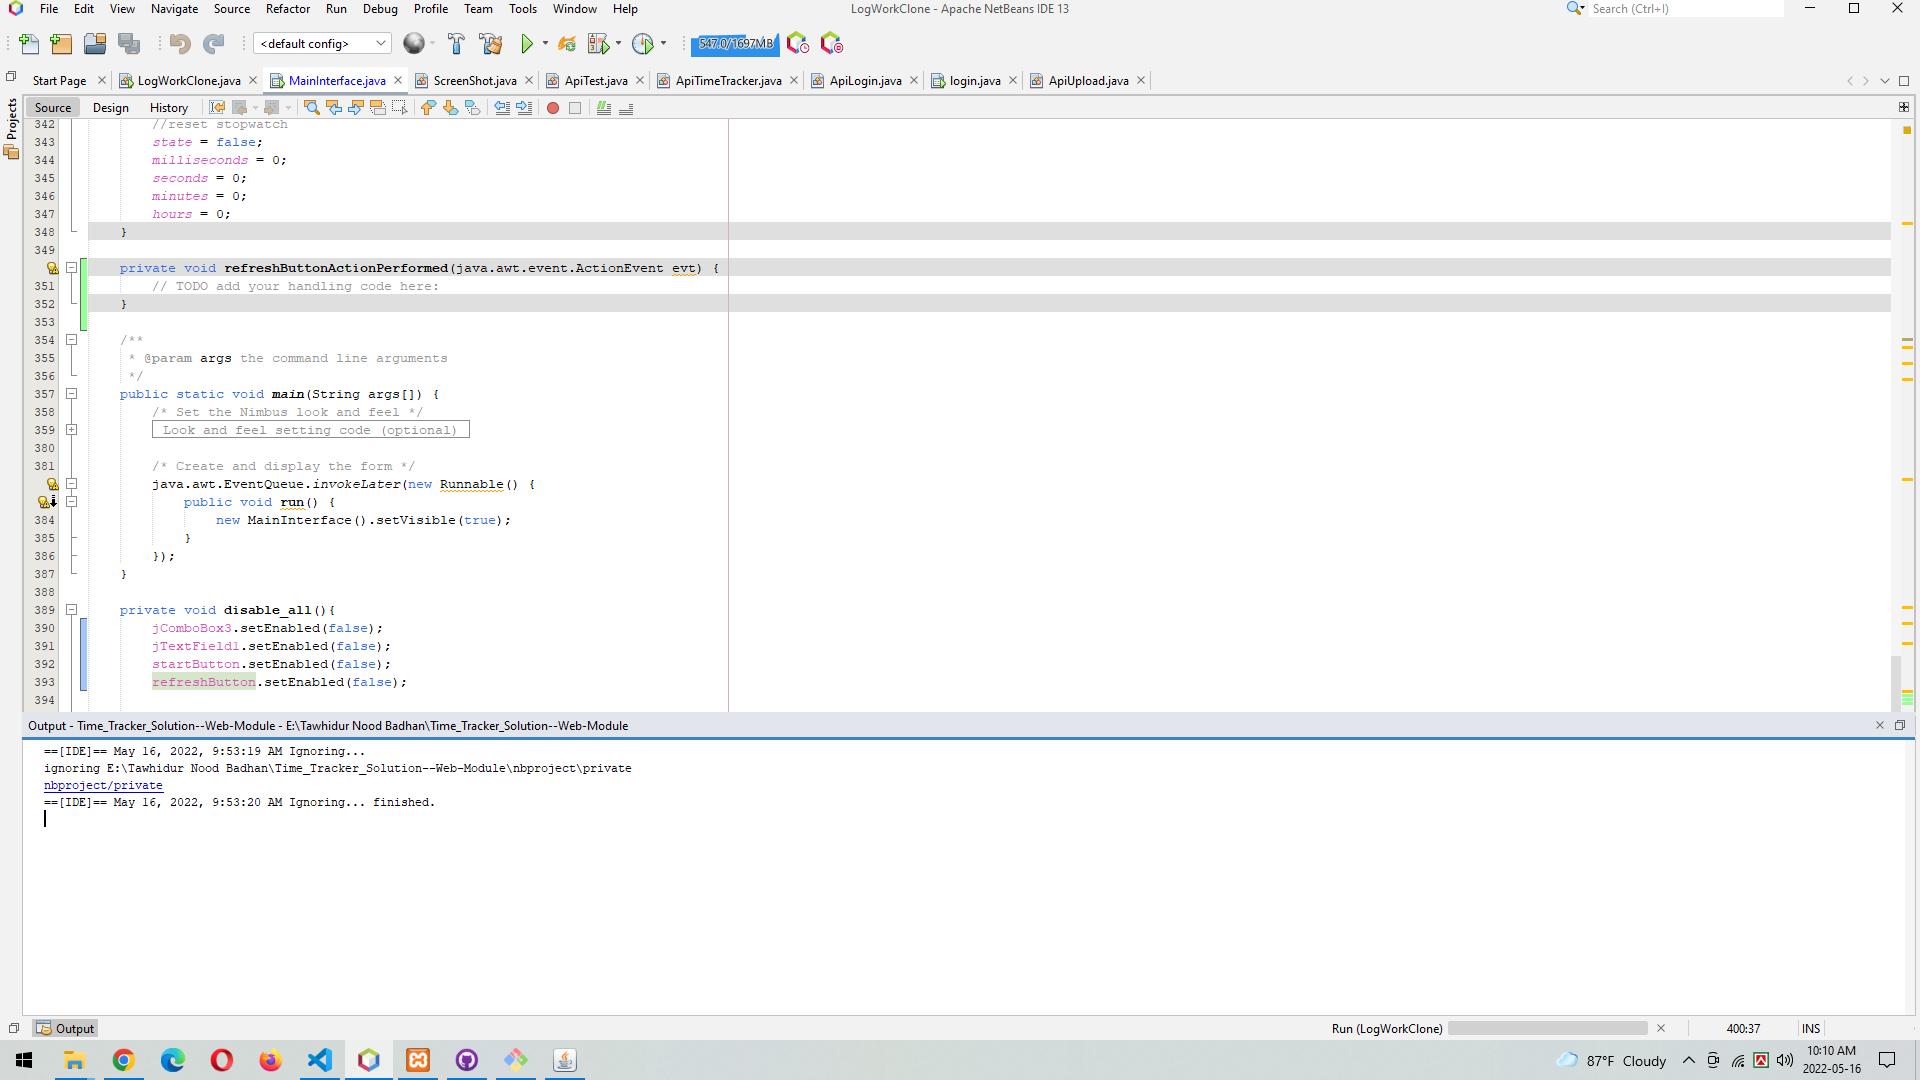 File Edit View Navigate Source Refactor Run Debug Profile Team Tools Window Help
LogWorkClone - Apache NetBeans IDE 13
Search (Ctrl+I)
<default config>
547.0/1697MB
Start Page LogWorkClone.java MainInterface.java ScreenShot.java ApiTest.java ApiTimeTracker.java ApiLogin.java login.java ApiUpload.java
Projects
Source Design History
342 //reset stopwatch
343 state = false;
344 milliseconds = 0;
345 seconds = 0;
346 minutes = 0;
347 hours = 0;
348 }
349
private void refreshButtonActionPerformed(java.awt.event.ActionEvent evt) {
351 // TODO add your handling code here:
352 }
353
354 /**
355 * @param args the command line arguments
356 */
357 public static void main(String args[]) {
358 /* Set the Nimbus look and feel */
359 Look and feel setting code (optional)
380
381 /* Create and display the form */
java.awt.EventQueue.invokeLater(new Runnable() {
public void run() {
384 new MainInterface().setVisible(true);
385 }
386 });
387 }
388
389 private void disable_all(){
390 jComboBox3.setEnabled(false);
391 jTextField1.setEnabled(false);
392 startButton.setEnabled(false);
393 refreshButton.setEnabled(false);
394
Output - Time_Tracker_Solution--Web-Module - E:\Tawhidur Nood Badhan\Time_Tracker_Solution--Web-Module
==[IDE]== May 16, 2022, 9:53:19 AM Ignoring...
ignoring E:\Tawhidur Nood Badhan\Time_Tracker_Solution--Web-Module\nbproject\private
nbproject/private
==[IDE]== May 16, 2022, 9:53:20 AM Ignoring... finished.
Output
Run (LogWorkClone)
400:37
INS
87°F Cloudy
10:10 AM
2022-05-16